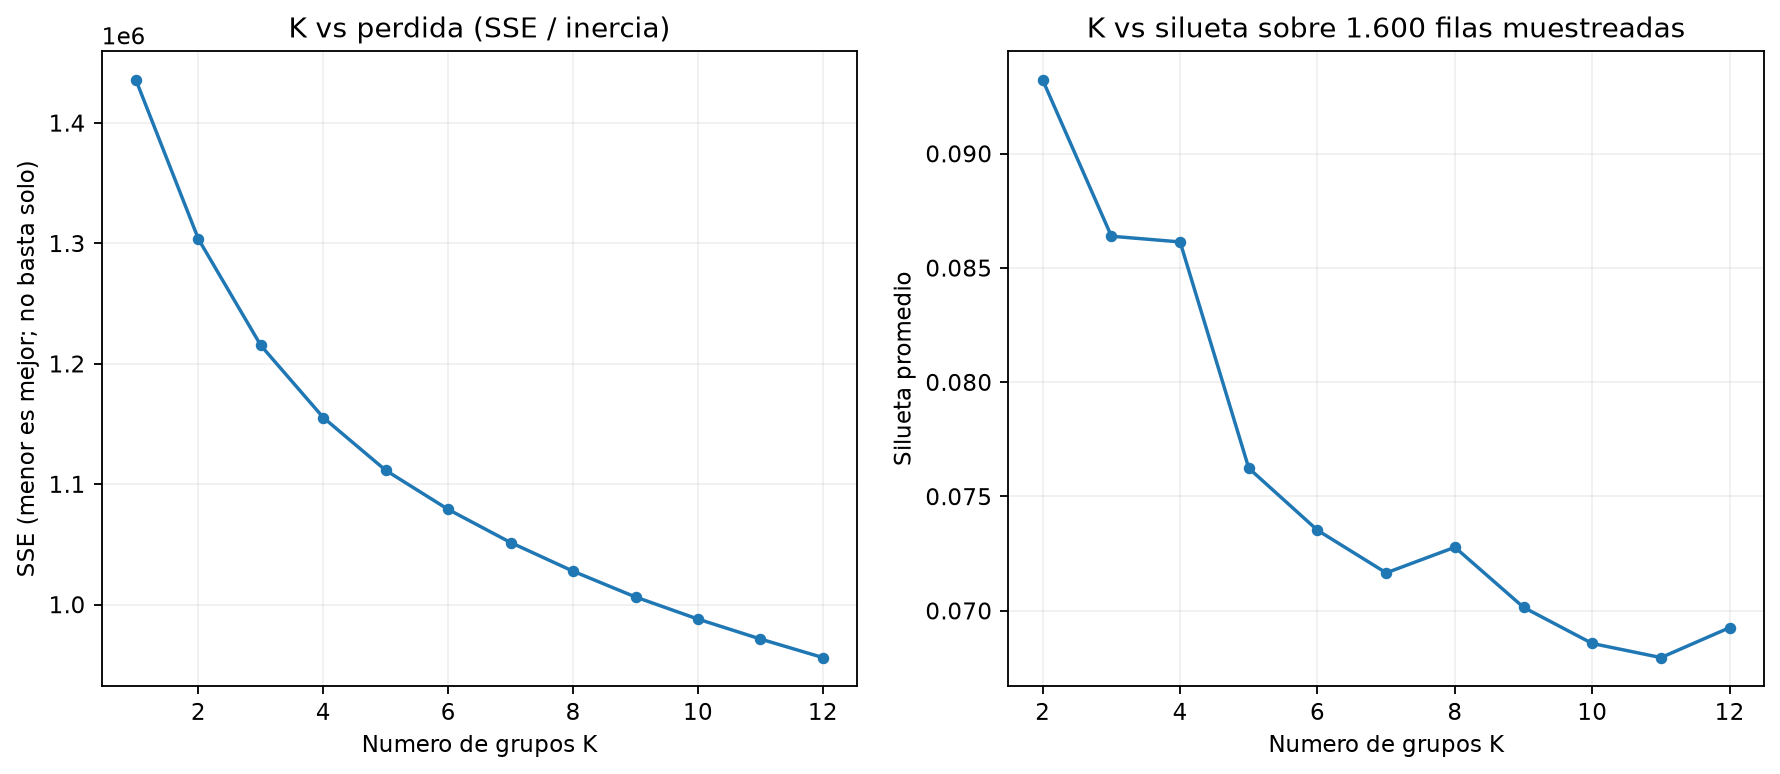 K vs perdida (SSE / inercia)
1e6
SSE (menor es mejor; no basta solo)
1.4
1.3
1.2
1.1
1.0
2 4 6 8 10 12
Numero de grupos K
K vs silueta sobre 1.600 filas muestreadas
Silueta promedio
0.090
0.085
0.080
0.075
0.070
2 4 6 8 10 12
Numero de grupos K